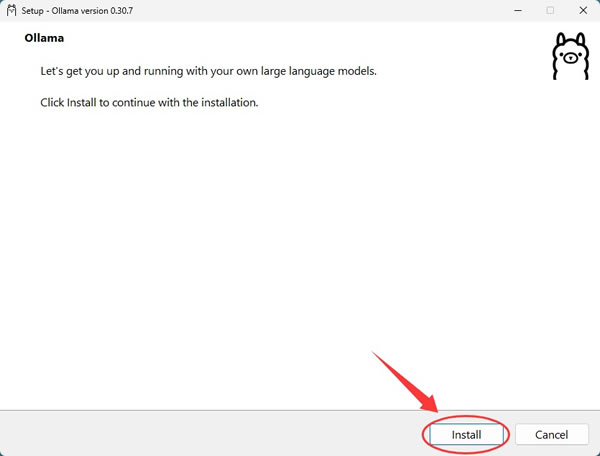 Setup - Ollama version 0.30.7
Ollama
Let's get you up and running with your own large language models.
Click Install to continue with the installation.
Install
Cancel